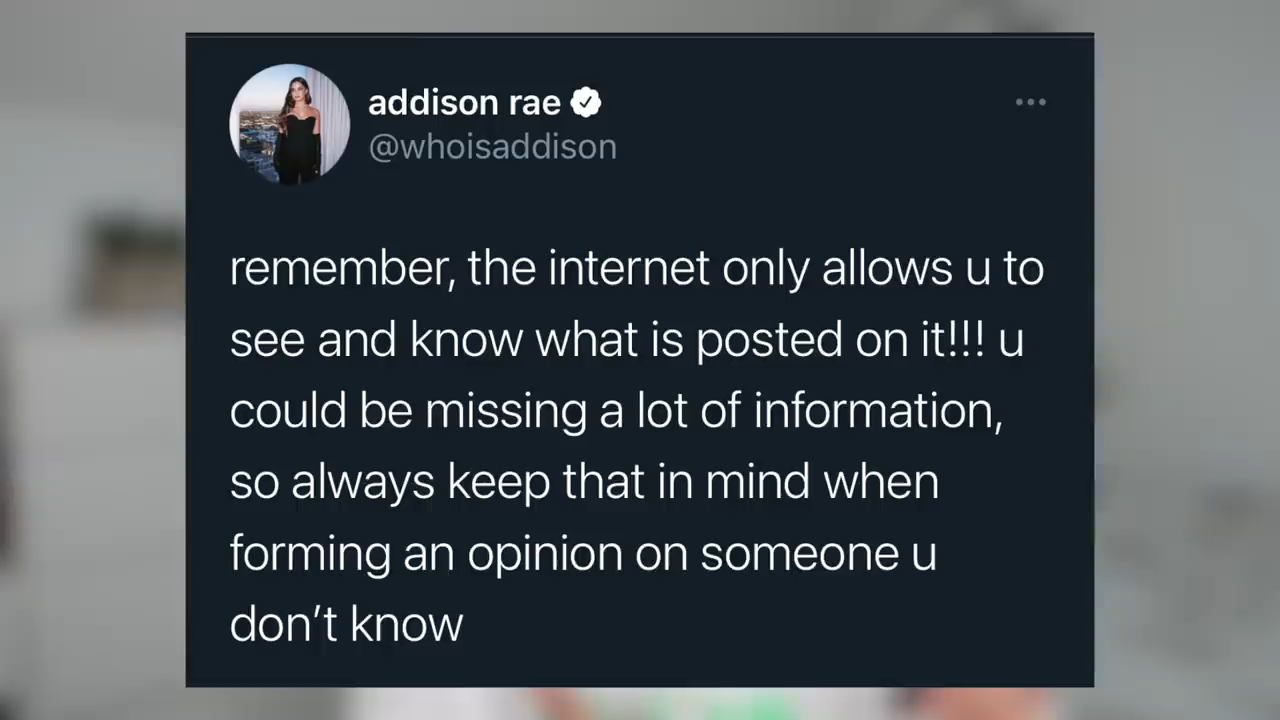 addison rae
@whoisaddison
remember, the internet only allows u to
see and know what is posted on it!!! u
could be missing a lot of information,
so always keep that in mind when
forming an opinion on someone u
don’t know